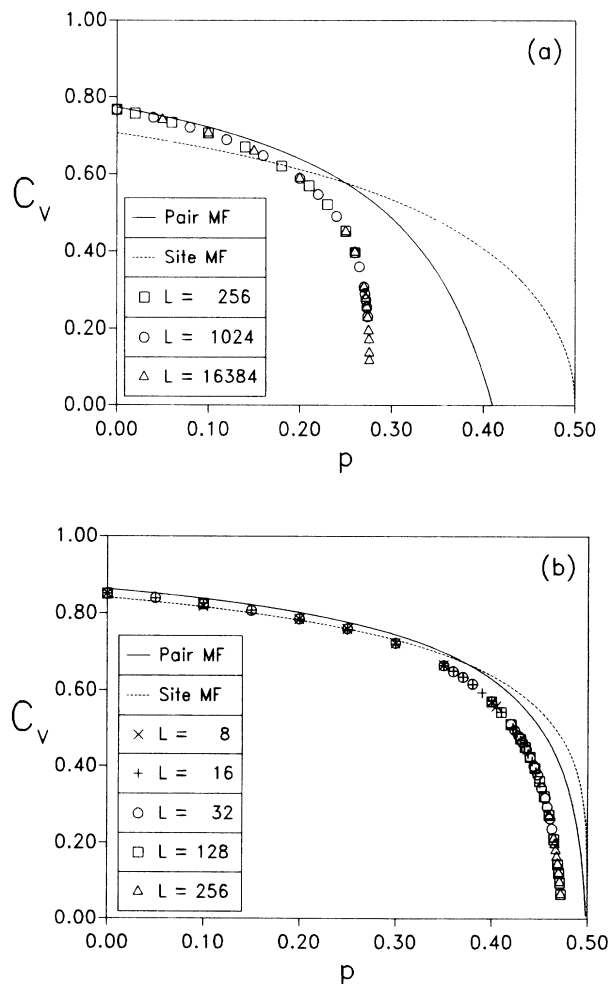 1.00
(a)
0.80
0.60
C_v
0.40
Pair MF
Site MF
L = 256
0.20
L = 1024
L = 16384
0.00
0.00 0.10 0.20 0.30 0.40 0.50
p
1.00
(b)
0.80
0.60
C_v
Pair MF
0.40
Site MF
L = 8
L = 16
0.20
L = 32
L = 128
L = 256
0.00
0.00 0.10 0.20 0.30 0.40 0.50
p